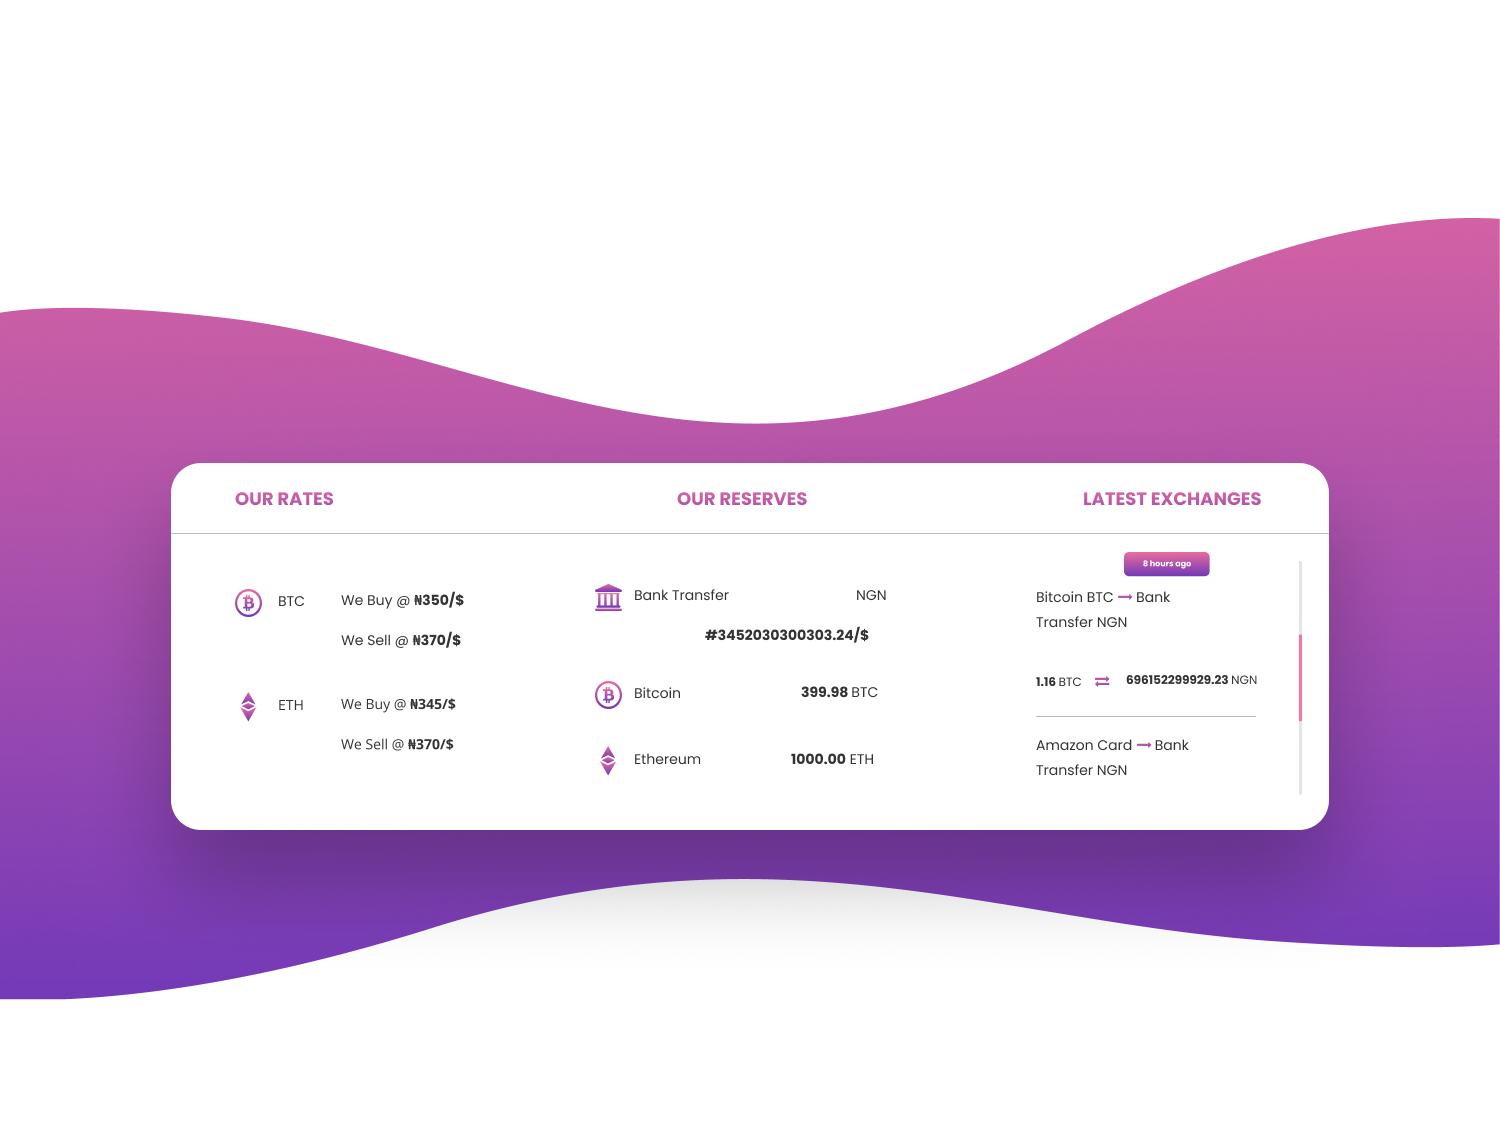 OUR RATES
OUR RESERVES
LATEST EXCHANGES
BTC
We Buy @ ₦350/$
We Sell @ ₦370/$
ETH
We Buy @ ₦345/$
We Sell @ ₦370/$
Bank Transfer NGN
#3452030300303.24/$
Bitcoin 399.98 BTC
Ethereum 1000.00 ETH
8 hours ago
Bitcoin BTC → Bank
Transfer NGN
1.16 BTC ⇄ 696152299929.23 NGN
Amazon Card → Bank
Transfer NGN